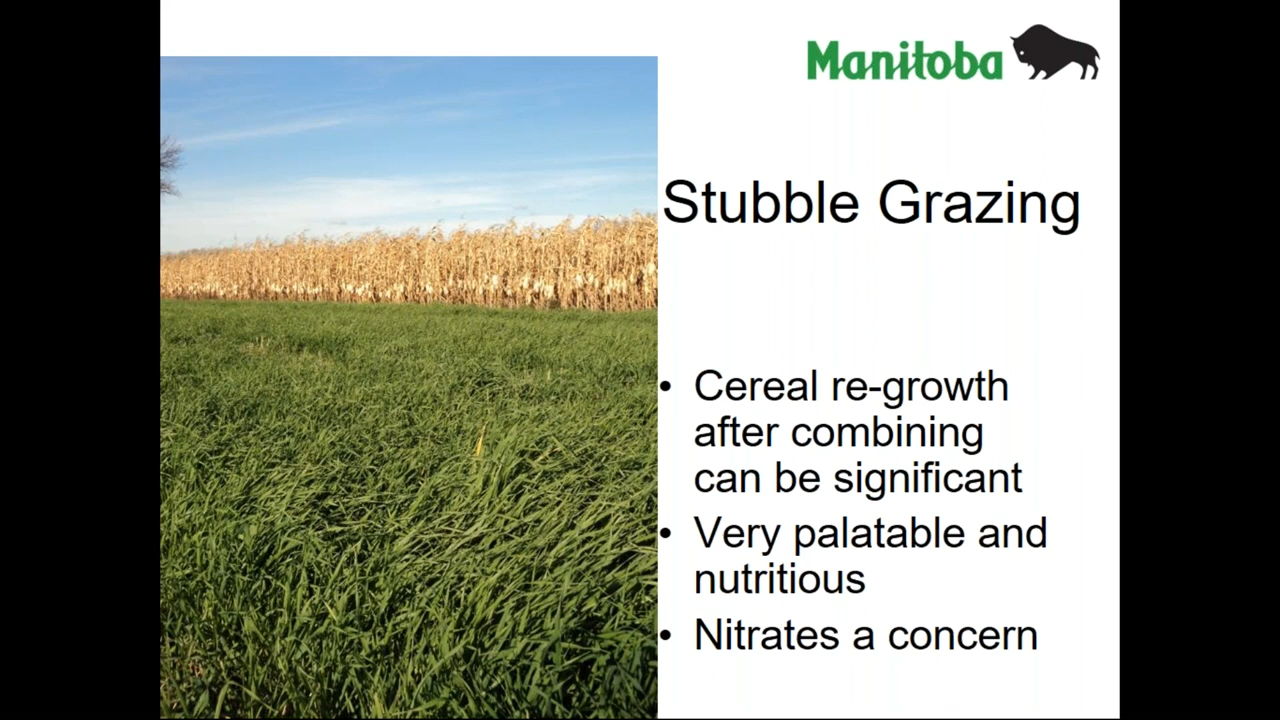 Manitoba
Stubble Grazing
• Cereal re-growth
after combining
can be significant
• Very palatable and
nutritious
• Nitrates a concern